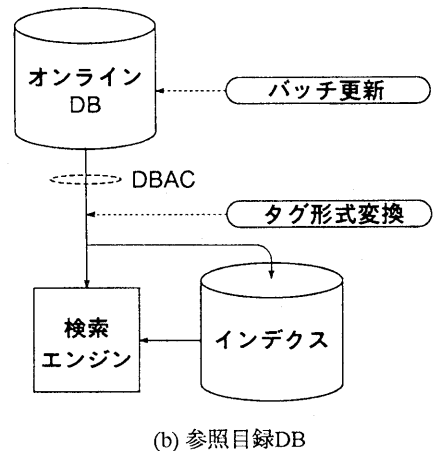 オンライン
DB
バッチ更新
DBAC
タグ形式変換
検索
エンジン
インデクス
(b) 参照目録DB